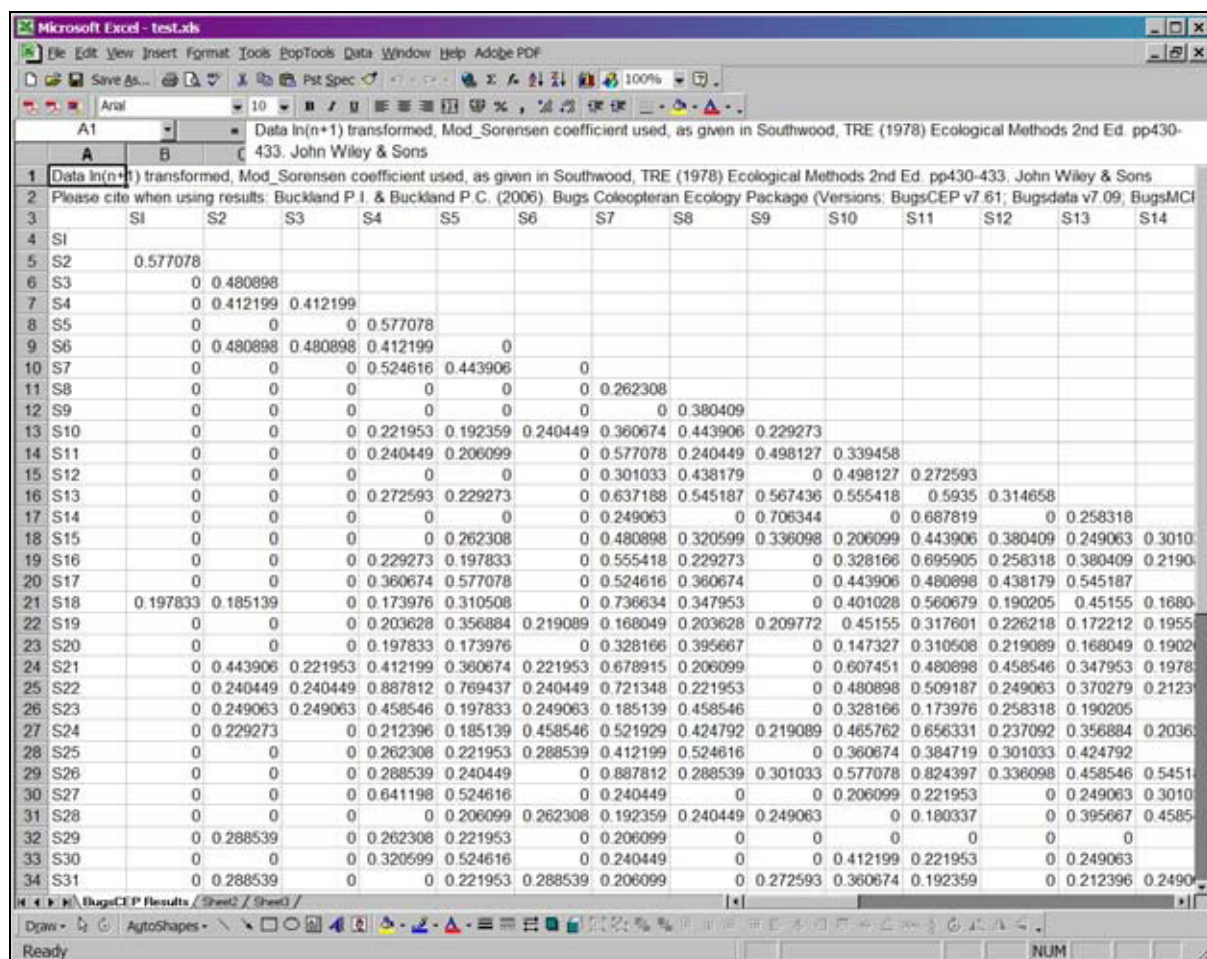 Microsoft Excel - test.xls
File Edit View Insert Format Tools PopTools Data Window Help Adobe PDF
Save As... Pst Spec 100%
Arial 10 B I U
A1 = Data ln(n+1) transformed, Mod_Sorensen coefficient used, as given in Southwood, TRE (1978) Ecological Methods 2nd Ed. pp430-
433. John Wiley & Sons
A B C
1 Data ln(n+1) transformed, Mod_Sorensen coefficient used, as given in Southwood, TRE (1978) Ecological Methods 2nd Ed. pp430-433. John Wiley & Sons
2 Please cite when using results: Buckland P.I. & Buckland P.C. (2006). Bugs Coleopteran Ecology Package (Versions: BugsCEP v7.61; Bugsdata v7.09; BugsMCR
3 SI S2 S3 S4 S5 S6 S7 S8 S9 S10 S11 S12 S13 S14
4 SI
5 S2 0.577078
6 S3 0 0.480898
7 S4 0 0.412199 0.412199
8 S5 0 0 0 0.577078
9 S6 0 0.480898 0.480898 0.412199 0
10 S7 0 0 0 0.524616 0.443906 0
11 S8 0 0 0 0 0 0 0.262308
12 S9 0 0 0 0 0 0 0 0.380409
13 S10 0 0 0 0.221953 0.192359 0.240449 0.360674 0.443906 0.229273
14 S11 0 0 0 0.240449 0.206099 0 0.577078 0.240449 0.498127 0.339458
15 S12 0 0 0 0 0 0 0.301033 0.438179 0 0.498127 0.272593
16 S13 0 0 0 0.272593 0.229273 0 0.637188 0.545187 0.567436 0.555418 0.5935 0.314658
17 S14 0 0 0 0 0 0 0.249063 0 0.706344 0 0.687819 0 0.258318
18 S15 0 0 0 0 0.262308 0 0.480898 0.320599 0.336098 0.206099 0.443906 0.380409 0.249063 0.3010
19 S16 0 0 0 0.229273 0.197833 0 0.555418 0.229273 0 0.328166 0.695905 0.258318 0.380409 0.2190
20 S17 0 0 0 0.360674 0.577078 0 0.524616 0.360674 0 0.443906 0.480898 0.438179 0.545187
21 S18 0.197833 0.185139 0 0.173976 0.310508 0 0.736634 0.347953 0 0.401028 0.560679 0.190205 0.45155 0.1680
22 S19 0 0 0 0.203628 0.356884 0.219089 0.168049 0.203628 0.209772 0.45155 0.317601 0.226218 0.172212 0.1955
23 S20 0 0 0 0.197833 0.173976 0 0.328166 0.395667 0 0.147327 0.310508 0.219089 0.168049 0.1902
24 S21 0 0.443906 0.221953 0.412199 0.360674 0.221953 0.678915 0.206099 0 0.607451 0.480898 0.458546 0.347953 0.1978
25 S22 0 0.240449 0.240449 0.887812 0.769437 0.240449 0.721348 0.221953 0 0.480898 0.509187 0.249063 0.370279 0.2123
26 S23 0 0.249063 0.249063 0.458546 0.197833 0.249063 0.185139 0.458546 0 0.328166 0.173976 0.258318 0.190205
27 S24 0 0.229273 0 0.212396 0.185139 0.458546 0.521929 0.424792 0.219089 0.465762 0.656331 0.237092 0.356884 0.2036
28 S25 0 0 0 0.262308 0.221953 0.288539 0.412199 0.524616 0 0.360674 0.384719 0.301033 0.424792
29 S26 0 0 0 0.288539 0.240449 0 0.887812 0.288539 0.301033 0.577078 0.824397 0.336098 0.458546 0.5451
30 S27 0 0 0 0.641198 0.524616 0 0.240449 0 0 0.206099 0.221953 0 0.249063 0.3010
31 S28 0 0 0 0 0.206099 0.262308 0.192359 0.240449 0.249063 0 0.180337 0 0.395667 0.4585
32 S29 0 0.288539 0 0.262308 0.221953 0 0.206099 0 0 0 0 0 0
33 S30 0 0 0 0.320599 0.524616 0 0.240449 0 0 0.412199 0.221953 0 0.249063
34 S31 0 0.288539 0 0 0.221953 0.288539 0.206099 0 0.272593 0.360674 0.192359 0 0.212396 0.2490
BugsCEP Results / Sheet2 / Sheet3 /
Draw AutoShapes
Ready NUM